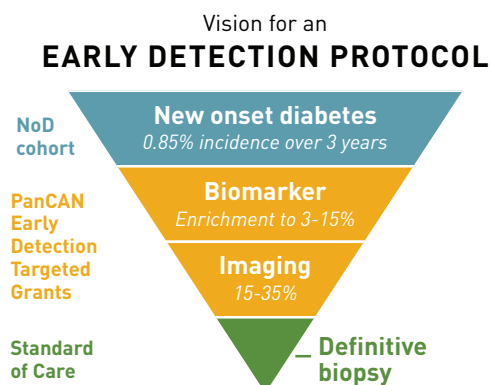 Vision for an
EARLY DETECTION PROTOCOL
NoD
cohort
New onset diabetes
0.85% incidence over 3 years
PanCAN
Early
Detection
Targeted
Grants
Biomarker
Enrichment to 3-15%
Imaging
15-35%
Standard
of Care
Definitive
biopsy